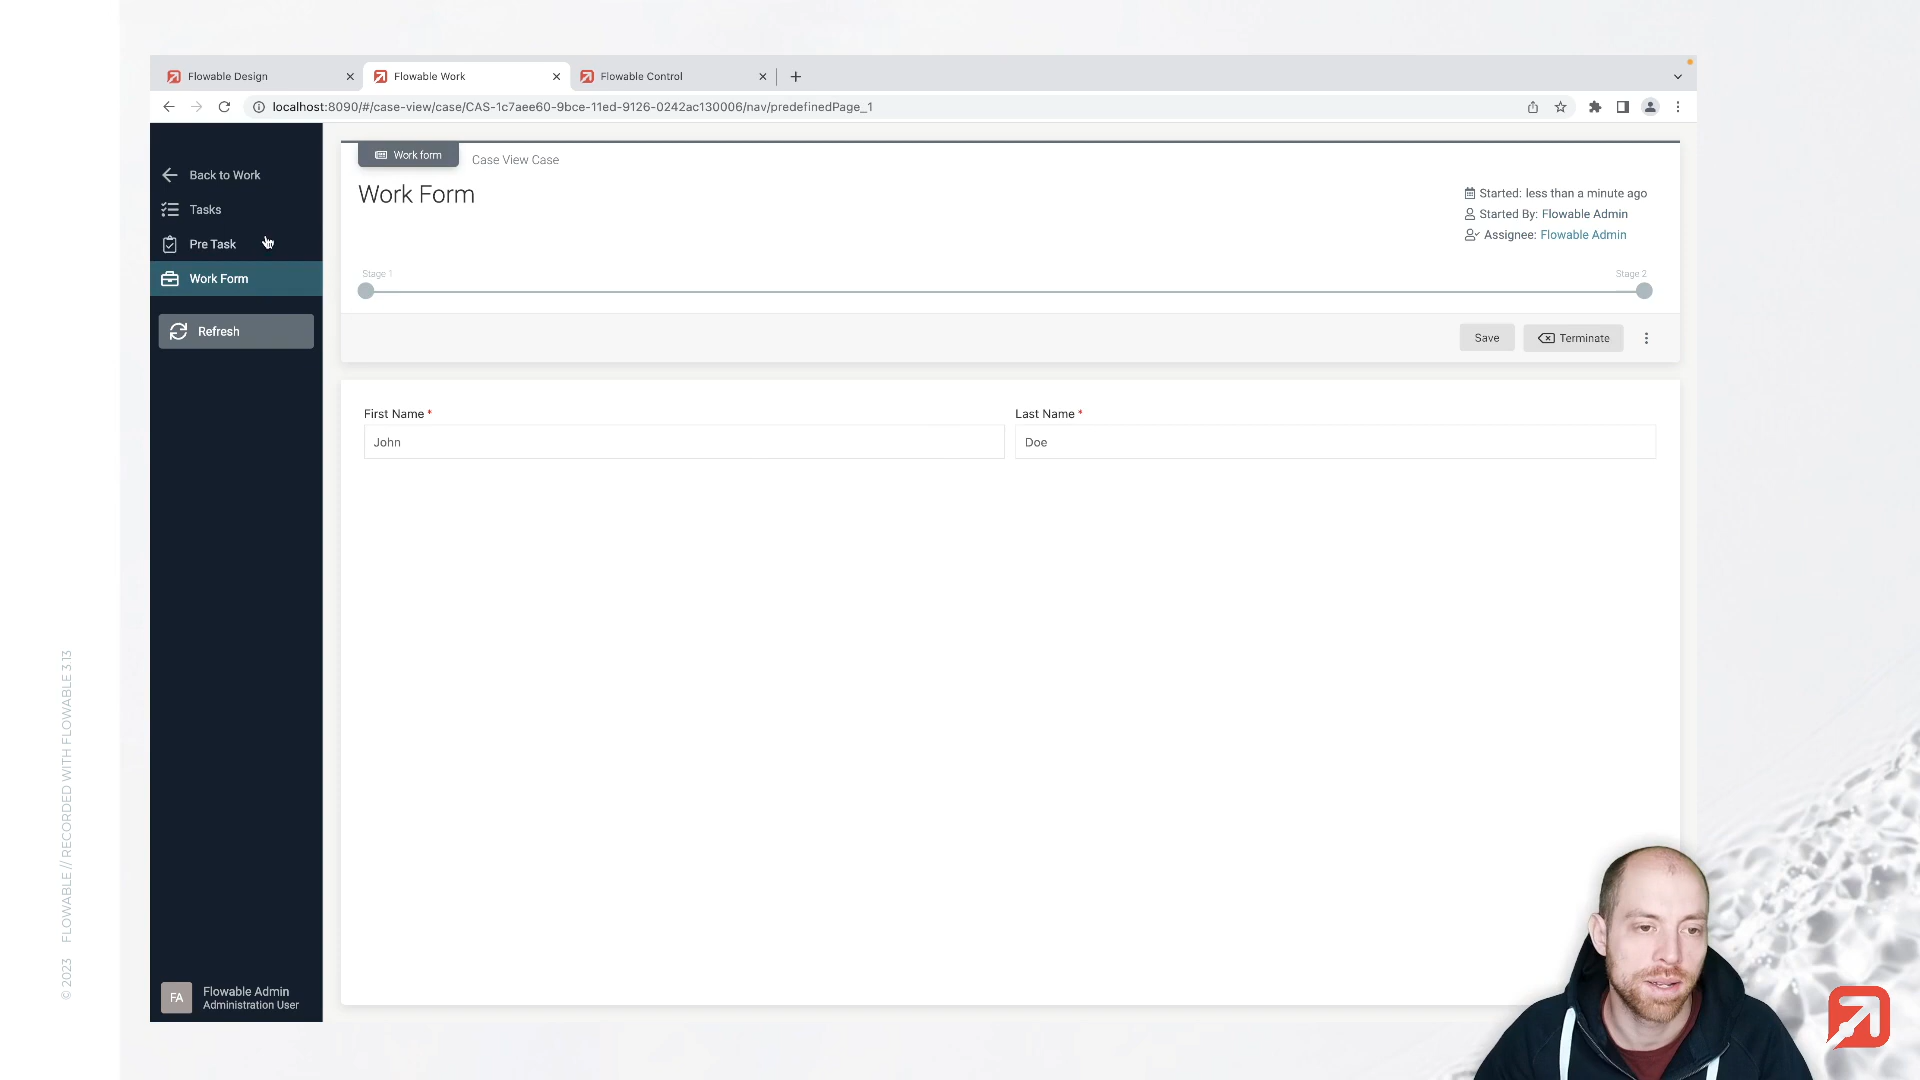 Flowable Design
Flowable Work
Flowable Control
localhost:8090/#/case-view/case/CAS-1c7aee60-9bce-11ed-9126-0242ac130006/nav/predefinedPage_1
Back to Work
Tasks
Pre Task
Work Form
Refresh
Work form
Case View Case
Work Form
Started: less than a minute ago
Started By: Flowable Admin
Assignee: Flowable Admin
Stage 1
Stage 2
Save
Terminate
First Name *
Last Name *
John
Doe
FA
Flowable Admin
Administration User
© 2023 FLOWABLE // RECORDED WITH FLOWABLE 3 13